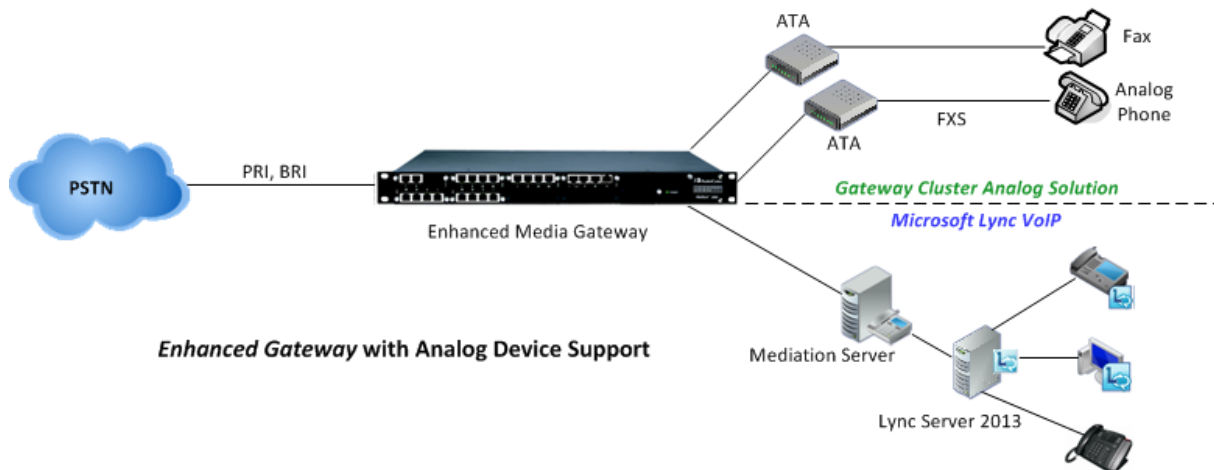 ATA
Fax
Analog
Phone
FXS
ATA
PRI, BRI
PSTN
Gateway Cluster Analog Solution
Microsoft Lync VoIP
Enhanced Media Gateway
Enhanced Gateway with Analog Device Support
Mediation Server
Lync Server 2013